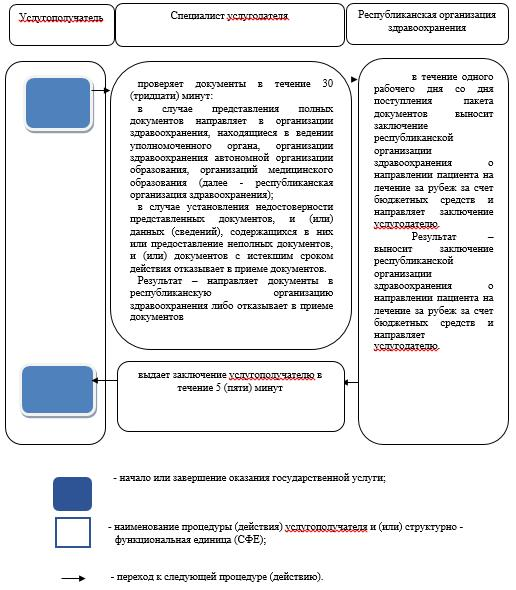 Услугополучатель
Специалист услугодателя
Республиканская организация
здравоохранения
проверяет документы в течение 30
(тридцати) минут:
в случае представления полных
документов направляет в организации
здравоохранения, находящиеся в ведении
уполномоченного органа, организации
здравоохранения автономной организации
образования, организаций медицинского
образования (далее - республиканская
организация здравоохранения);
в случае установления недостоверности
представленных документов, и (или)
данных (сведений), содержащихся в них
или предоставление неполных документов,
и (или) документов с истекшим сроком
действия отказывает в приеме документов.
Результат – направляет документы в
республиканскую организацию
здравоохранения либо отказывает в приеме
документов
в течение одного
рабочего дня со дня
поступления пакета
документов выносит
заключение
республиканской
организации
здравоохранения о
направлении пациента на
лечение за рубеж за счет
бюджетных средств и
направляет заключение
услугодателю.
Результат –
выносит заключение
республиканской
организации
здравоохранения о
направлении пациента на
лечение за рубеж за счет
бюджетных средств и
направляет
услугодателю.
выдает заключение услугополучателю в
течение 5 (пяти) минут
- начало или завершение оказания государственной услуги;
- наименование процедуры (действия) услугополучателя и (или) структурно -
функциональная единица (СФЕ);
- переход к следующей процедуре (действию).